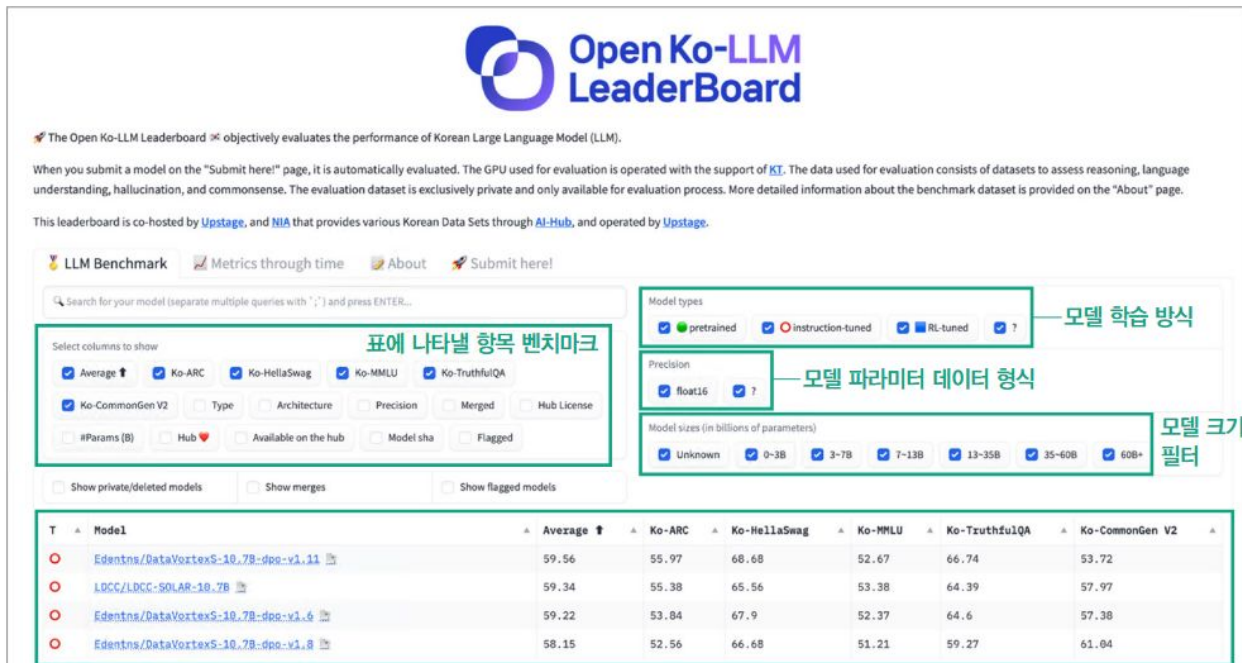 Open Ko-LLM
LeaderBoard
🚀 The Open Ko-LLM Leaderboard 🇰🇷 objectively evaluates the performance of Korean Large Language Model (LLM).
When you submit a model on the "Submit here!" page, it is automatically evaluated. The GPU used for evaluation is operated with the support of KT. The data used for evaluation consists of datasets to assess reasoning, language
understanding, hallucination, and commonsense. The evaluation dataset is exclusively private and only available for evaluation process. More detailed information about the benchmark dataset is provided on the “About” page.
This leaderboard is co-hosted by Upstage, and NIA that provides various Korean Data Sets through AI-Hub, and operated by Upstage.
🏅 LLM Benchmark 📈 Metrics through time 📝 About 🚀 Submit here!
🔍 Search for your model (separate multiple queries with `;`) and press ENTER...
Select columns to show 표에 나타낼 항목 벤치마크
Average ⬆ Ko-ARC Ko-HellaSwag Ko-MMLU Ko-TruthfulQA
Ko-CommonGen V2 Type Architecture Precision Merged Hub License
#Params (B) Hub ❤ Available on the hub Model sha Flagged
Show private/deleted models Show merges Show flagged models
Model types
pretrained instruction-tuned RL-tuned ?
모델 학습 방식
Precision
float16 ?
모델 파라미터 데이터 형식
Model sizes (in billions of parameters)
Unknown 0~3B 3~7B 7~13B 13~35B 35~60B 60B+
모델 크기
필터
T Model Average ⬆ Ko-ARC Ko-HellaSwag Ko-MMLU Ko-TruthfulQA Ko-CommonGen V2
Edentns/DataVortexS-10.7B-dpo-v1.11 59.56 55.97 68.68 52.67 66.74 53.72
LDCC/LDCC-SOLAR-10.7B 59.34 55.38 65.56 53.38 64.39 57.97
Edentns/DataVortexS-10.7B-dpo-v1.6 59.22 53.84 67.9 52.37 64.6 57.38
Edentns/DataVortexS-10.7B-dpo-v1.8 58.15 52.56 66.68 51.21 59.27 61.04